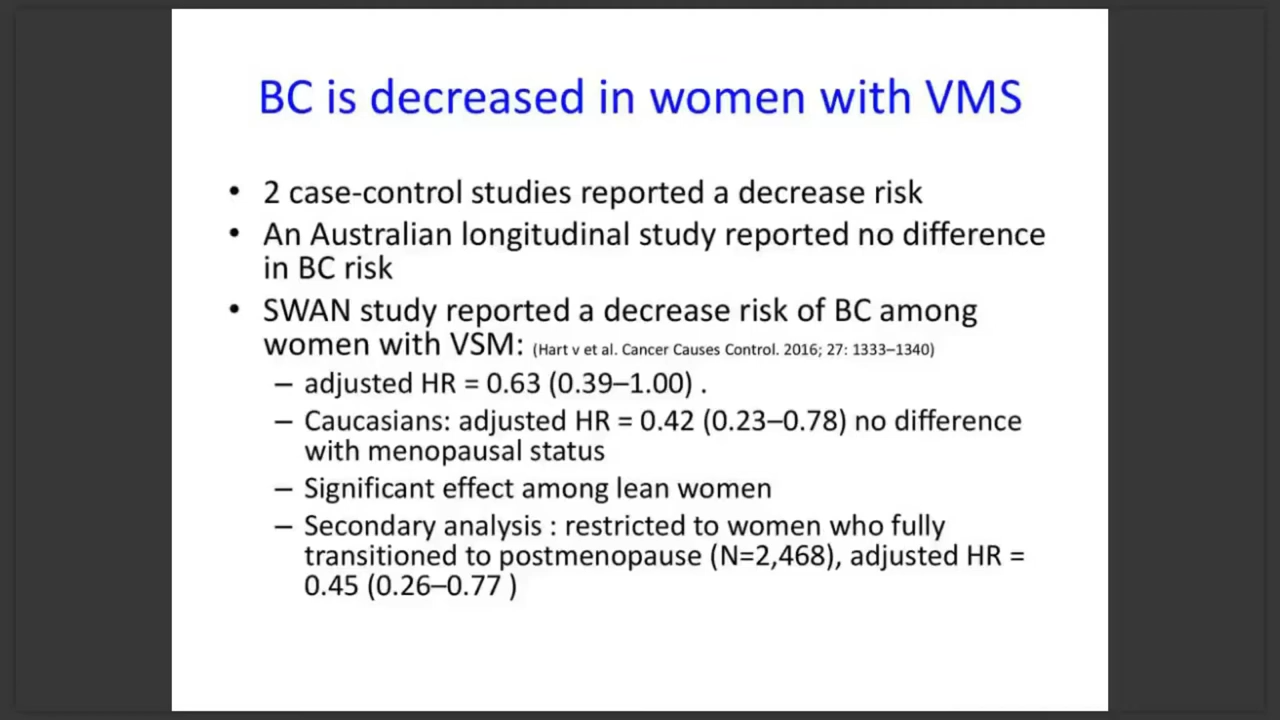 BC is decreased in women with VMS
• 2 case-control studies reported a decrease risk
• An Australian longitudinal study reported no difference
in BC risk
• SWAN study reported a decrease risk of BC among
women with VSM: (Hart v et al. Cancer Causes Control. 2016; 27: 1333–1340)
– adjusted HR = 0.63 (0.39–1.00) .
– Caucasians: adjusted HR = 0.42 (0.23–0.78) no difference
with menopausal status
– Significant effect among lean women
– Secondary analysis : restricted to women who fully
transitioned to postmenopause (N=2,468), adjusted HR =
0.45 (0.26–0.77 )